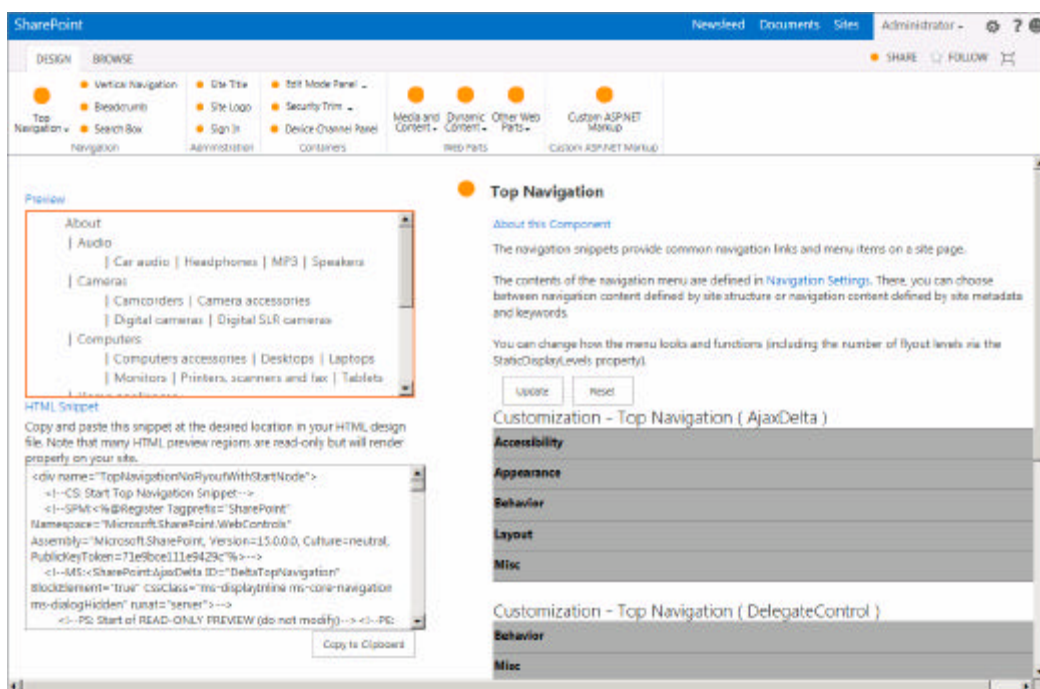 SharePoint
Newsfeed Documents Sites Administrator ?
DESIGN BROWSE
SHARE FOLLOW
Top Navigation
Vertical Navigation
Breadcrumb
Search Box
Navigation
Site Title
Site Logo
Sign In
Administration
Edit Mode Panel
Security Trim
Device Channel Panel
Containers
Media and Content
Dynamic Content
Other Web Parts
Web Parts
Custom ASP.NET Markup
Custom ASP.NET Markup
Preview
About
| Audio
| Car audio | Headphones | MP3 | Speakers
| Cameras
| Camcorders | Camera accessories
| Digital cameras | Digital SLR cameras
| Computers
| Computers accessories | Desktops | Laptops
| Monitors | Printers, scanners and fax | Tablets
HTML Snippet
Copy and paste this snippet at the desired location in your HTML design
file. Note that many HTML preview regions are read-only but will render
properly on your site.
<div name="TopNavigationNoFlyoutWithStartNode">
<!--CS: Start Top Navigation Snippet-->
<!--SPM:<%@Register Tagprefix="SharePoint"
Namespace="Microsoft.SharePoint.WebControls"
Assembly="Microsoft.SharePoint, Version=15.0.0.0, Culture=neutral,
PublicKeyToken=71e9bce111e9429c"%>-->
<!--MS:<SharePoint:AjaxDelta ID="DeltaTopNavigation"
BlockElement="true" CssClass="ms-displayInline ms-core-navigation
ms-dialogHidden" runat="server">-->
<!--PS: Start of READ-ONLY PREVIEW (do not modify)--> <!--PE:
Copy to Clipboard
Top Navigation
About this Component
The navigation snippets provide common navigation links and menu items on a site page.
The contents of the navigation menu are defined in Navigation Settings. There, you can choose
between navigation content defined by site structure or navigation content defined by site metadata
and keywords.
You can change how the menu looks and functions (including the number of flyout levels via the
StaticDisplayLevels property).
Update Reset
Customization - Top Navigation ( AjaxDelta )
Accessibility
Appearance
Behavior
Layout
Misc
Customization - Top Navigation ( DelegateControl )
Behavior
Misc